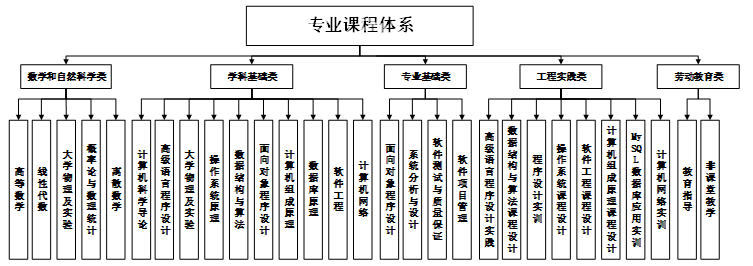 专业课程体系
数学和自然科学类
学科基础类
专业基础类
工程实践类
劳动教育类
高等数学
线性代数
大学物理及实验
概率论与数理统计
离散数学
计算机科学导论
高级语言程序设计
大学物理及实验
操作系统原理
数据结构与算法
面向对象程序设计
计算机组成原理
数据库原理
软件工程
计算机网络
面向对象程序设计
系统分析与设计
软件测试与质量保证
软件项目管理
高级语言程序设计实践
数据结构与算法课程设计
程序设计实训
操作系统课程设计
软件工程课程设计
计算机组成原理课程设计
MySQL数据库应用实训
计算机网络实训
教育指导
非课堂教学